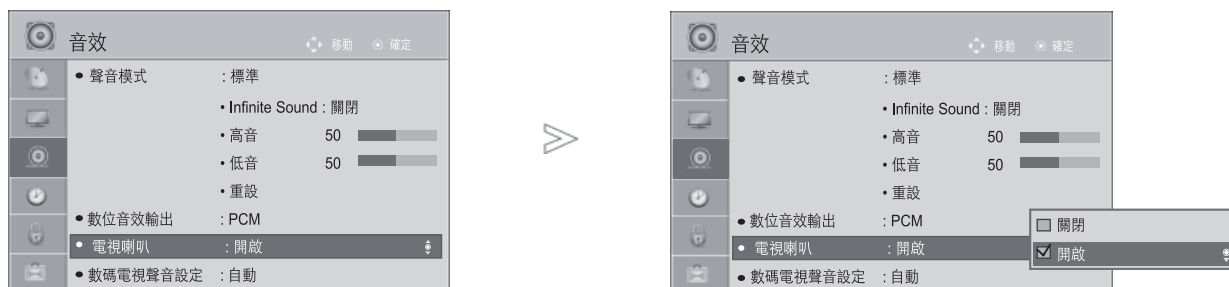 音效 移動 確定
● 聲音模式 : 標準
• Infinite Sound : 關閉
• 高音 50
• 低音 50
• 重設
● 數位音效輸出 : PCM
● 電視喇叭 : 開啟
● 數碼電視聲音設定 : 自動
音效 移動 確定
● 聲音模式 : 標準
• Infinite Sound : 關閉
• 高音 50
• 低音 50
• 重設
● 數位音效輸出 : PCM
● 電視喇叭 : 開啟
● 數碼電視聲音設定 : 自動
關閉
開啟